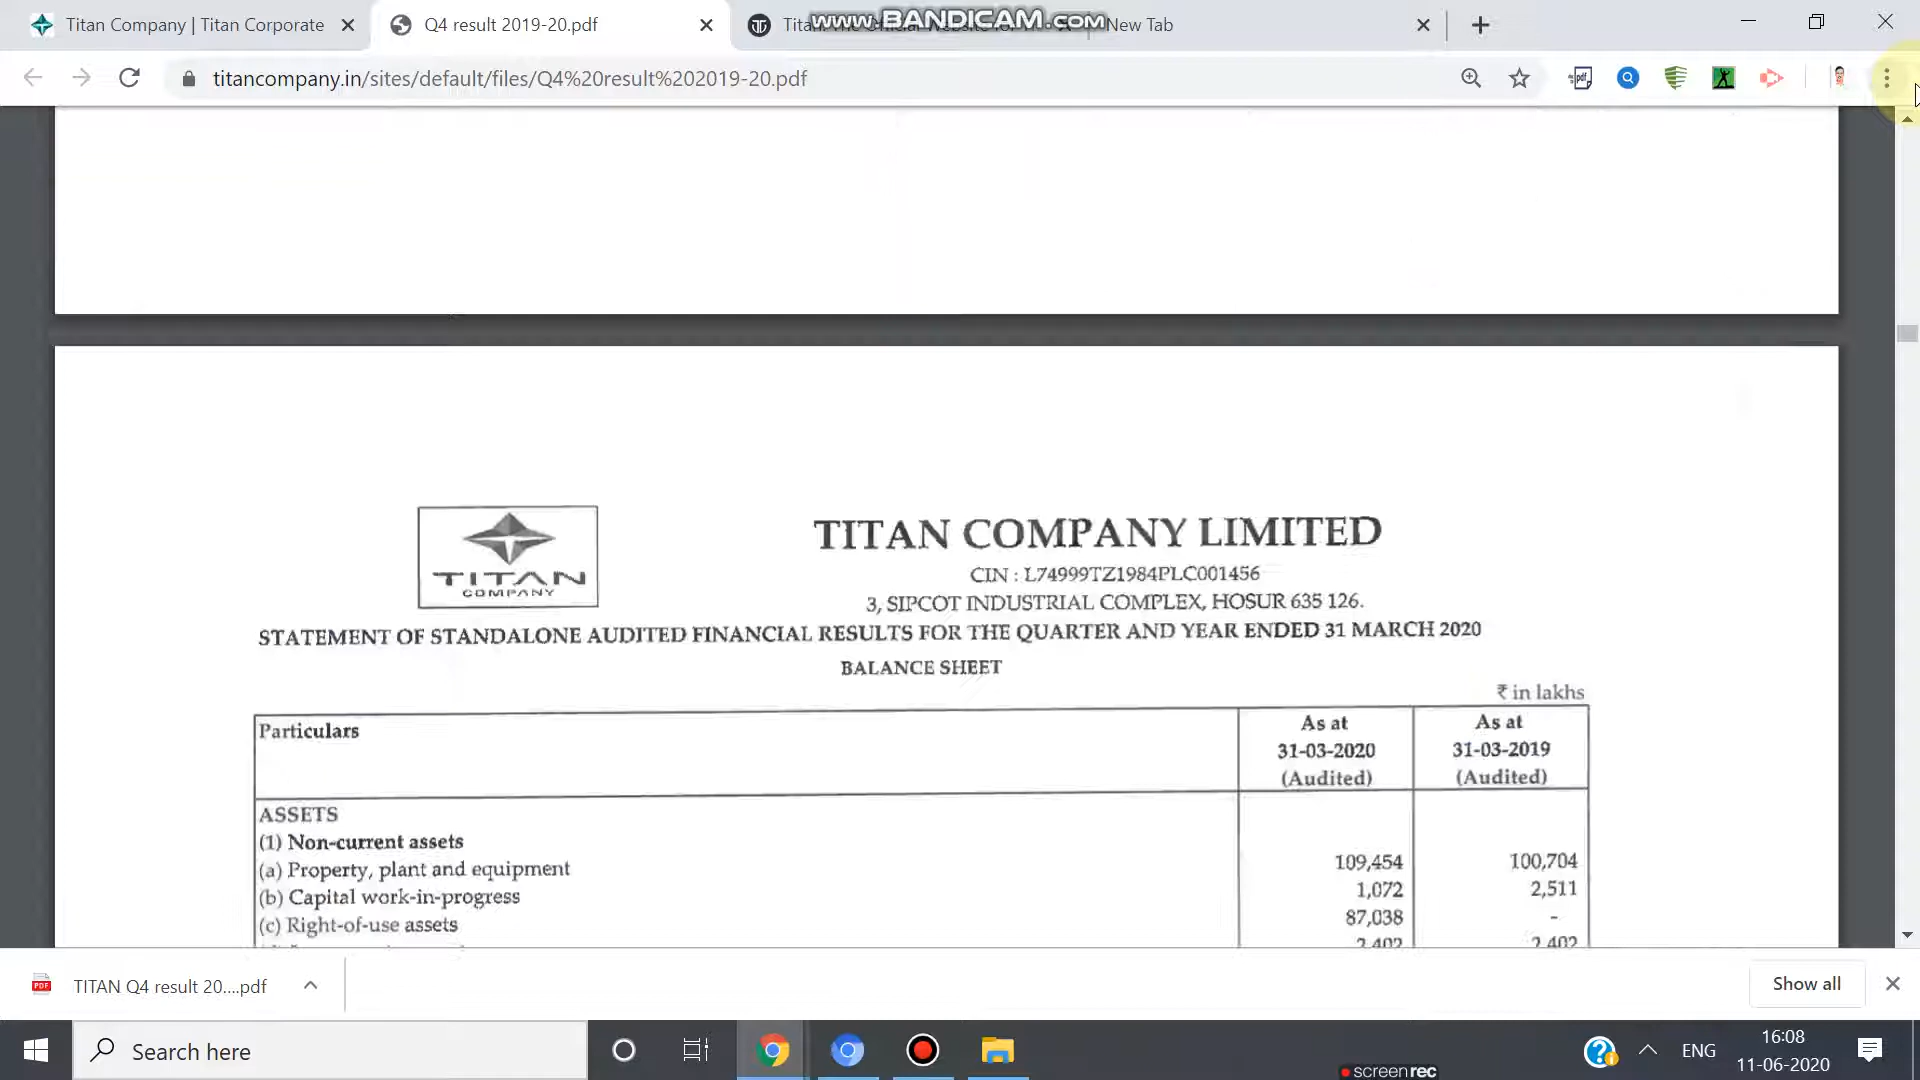 Titan Company | Titan Corporate
Q4 result 2019-20.pdf
New Tab
www.BANDICAM.com
titancompany.in/sites/default/files/Q4%20result%202019-20.pdf
TITAN
COMPANY
TITAN COMPANY LIMITED
CIN : L74999TZ1984PLC001456
3, SIPCOT INDUSTRIAL COMPLEX, HOSUR 635 126.
STATEMENT OF STANDALONE AUDITED FINANCIAL RESULTS FOR THE QUARTER AND YEAR ENDED 31 MARCH 2020
BALANCE SHEET
₹ in lakhs
Particulars As at 31-03-2020 (Audited) As at 31-03-2019 (Audited)
ASSETS
(1) Non-current assets
(a) Property, plant and equipment 109,454 100,704
(b) Capital work-in-progress 1,072 2,511
(c) Right-of-use assets 87,038 -
2,402 2,402
TITAN Q4 result 20....pdf
Show all
Search here
ENG
16:08
11-06-2020
screenrec